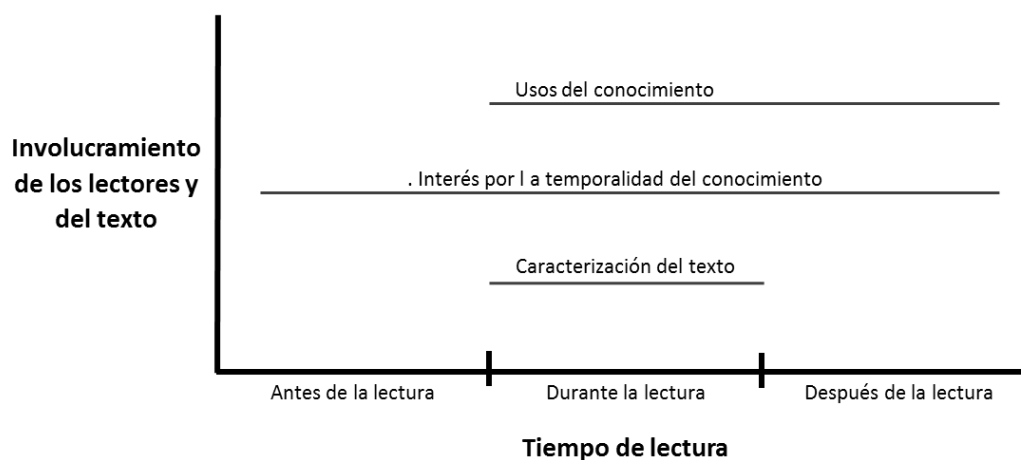 Usos del conocimiento
Involucramiento
de los lectores y
del texto
. Interés por l a temporalidad del conocimiento
Caracterización del texto
Antes de la lectura
Durante la lectura
Después de la lectura
Tiempo de lectura